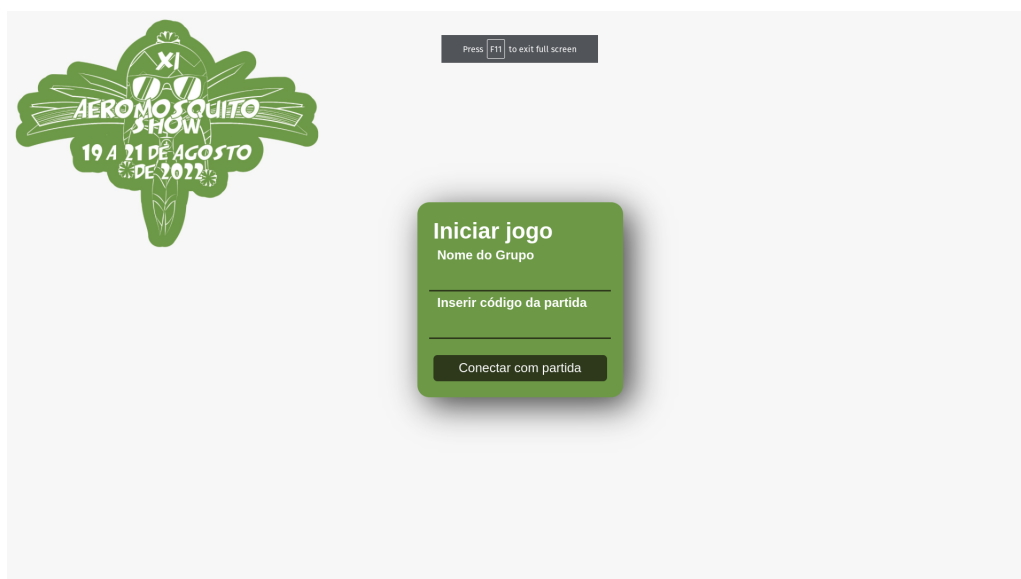 XI
AEROMOSQUITO
SHOW
19 A 21 DE AGOSTO
DE 2022
Press F11 to exit full screen
Iniciar jogo
Nome do Grupo
Inserir código da partida
Conectar com partida